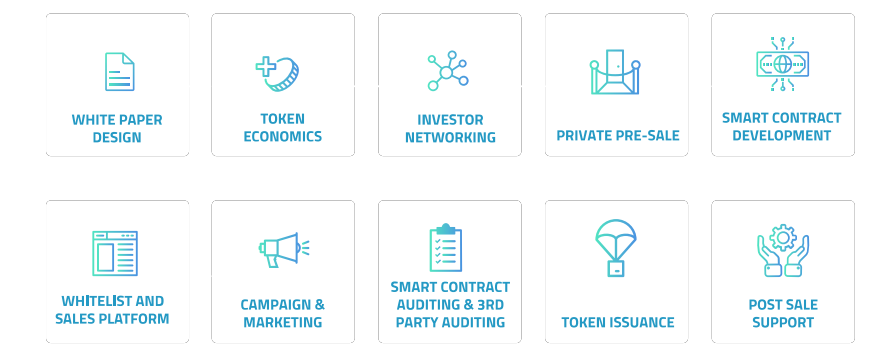 WHITE PAPER
DESIGN
TOKEN
ECONOMICS
INVESTOR
NETWORKING
PRIVATE PRE-SALE
SMART CONTRACT
DEVELOPMENT
WHITELIST AND
SALES PLATFORM
CAMPAIGN &
MARKETING
SMART CONTRACT
AUDITING & 3RD
PARTY AUDITING
TOKEN ISSUANCE
POST SALE
SUPPORT